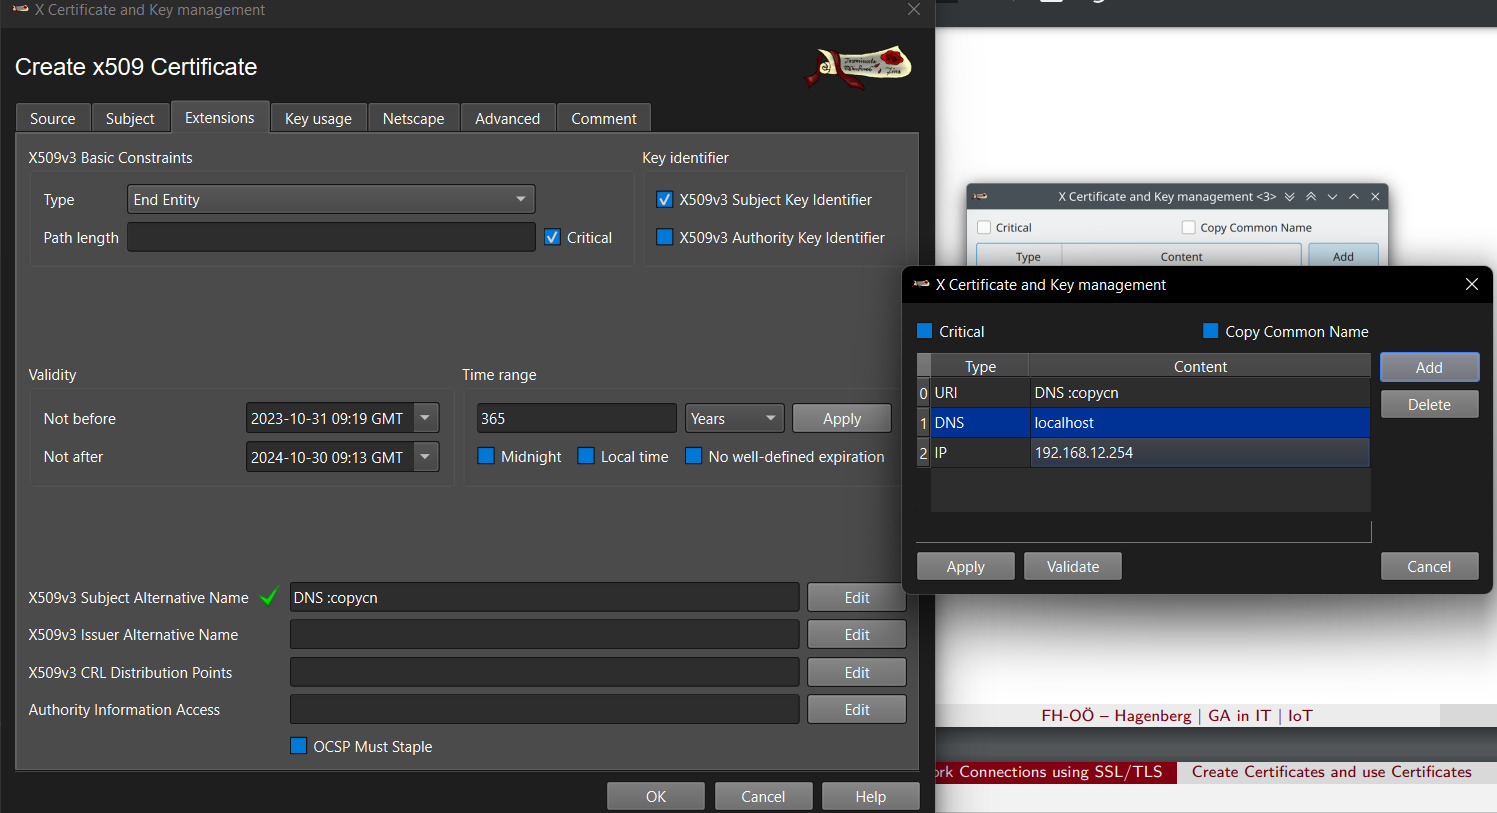 X Certificate and Key management
Create x509 Certificate
Source Subject Extensions Key usage Netscape Advanced Comment
X509v3 Basic Constraints
Type End Entity
Path length Critical
Key identifier
X509v3 Subject Key Identifier
X509v3 Authority Key Identifier
Validity
Not before 2023-10-31 09:19 GMT
Not after 2024-10-30 09:13 GMT
Time range
365 Years Apply
Midnight Local time No well-defined expiration
X509v3 Subject Alternative Name DNS :copycn Edit
X509v3 Issuer Alternative Name Edit
X509v3 CRL Distribution Points Edit
Authority Information Access Edit
OCSP Must Staple
OK Cancel Help
X Certificate and Key management <3>
Critical Copy Common Name
Type Content Add
X Certificate and Key management
Critical Copy Common Name
Type Content Add
0 URI DNS :copycn
Delete
1 DNS localhost
2 IP 192.168.12.254
Apply Validate Cancel
FH-OÖ – Hagenberg | GA in IT | IoT
Connections using SSL/TLS Create Certificates and use Certificates